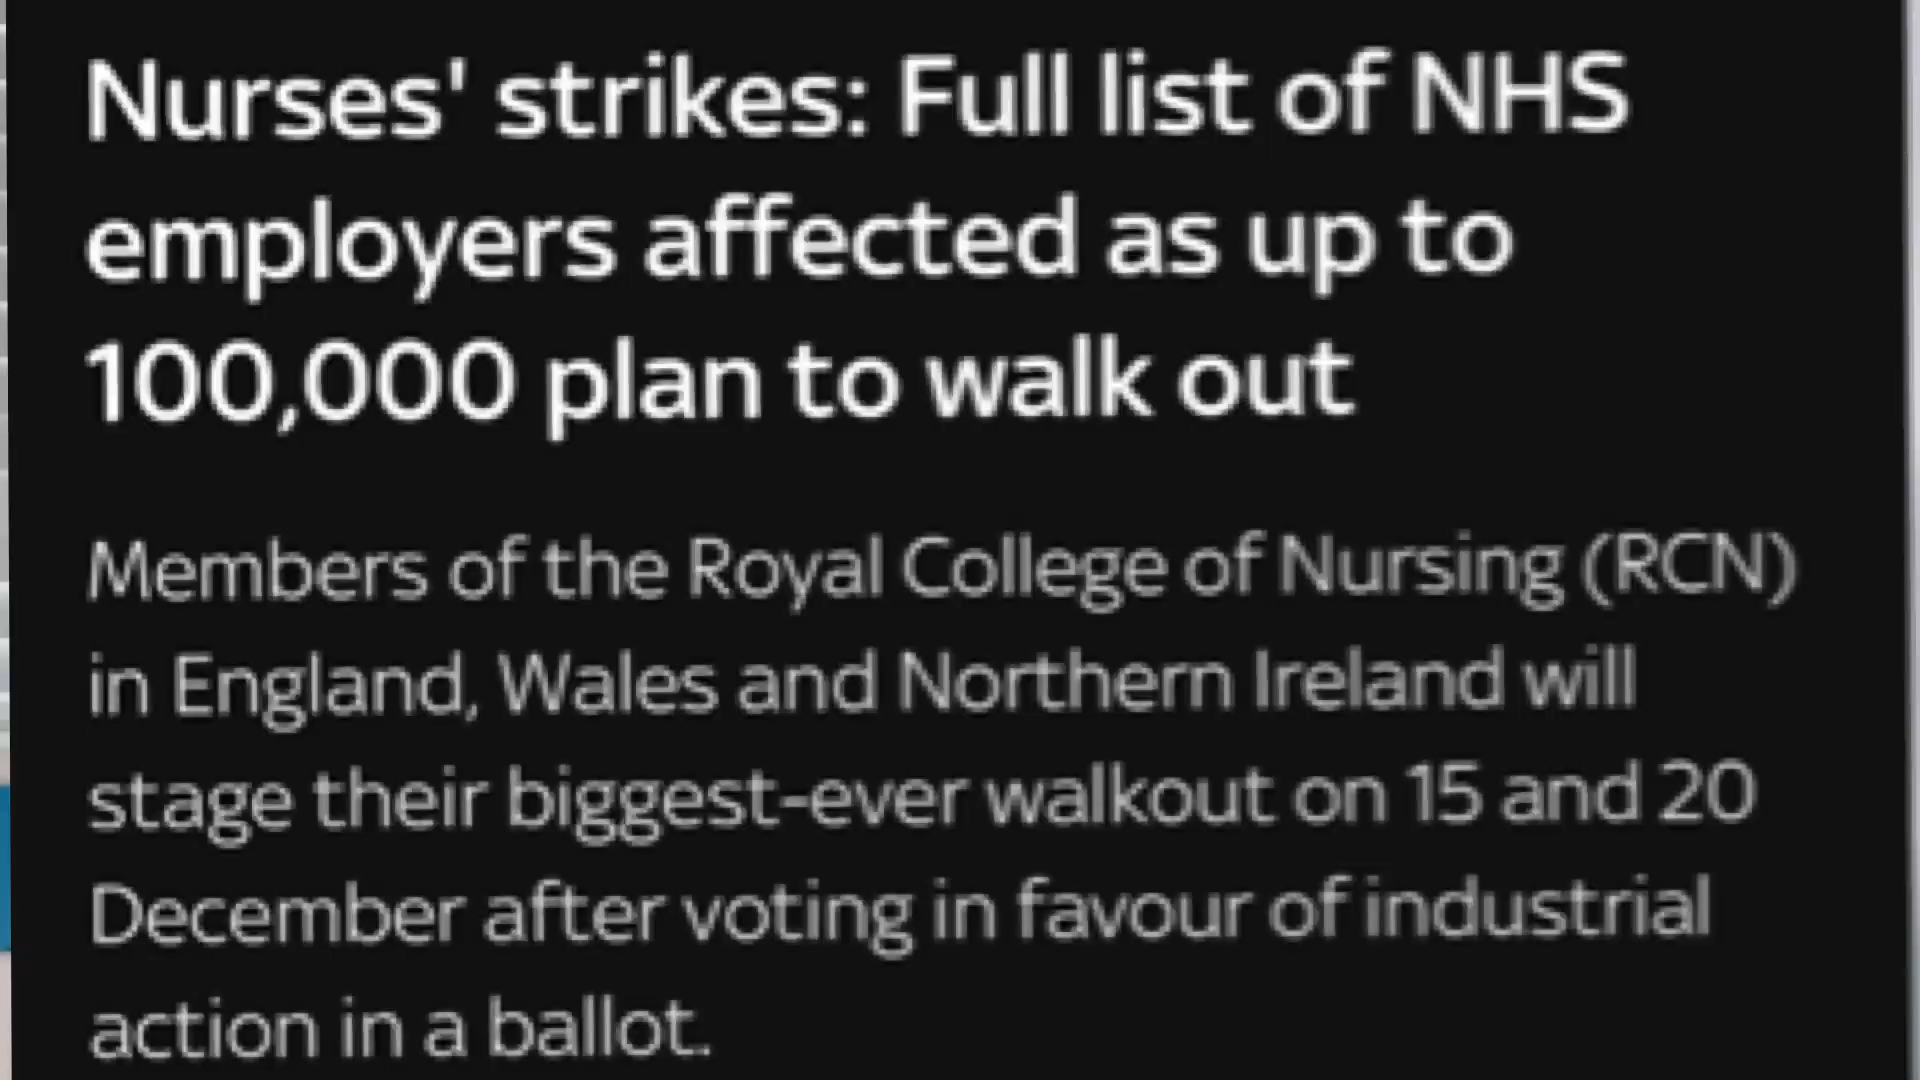 Nurses' strikes: Full list of NHS
employers affected as up to
100,000 plan to walk out
Members of the Royal College of Nursing (RCN)
in England, Wales and Northern Ireland will
stage their biggest-ever walkout on 15 and 20
December after voting in favour of industrial
action in a ballot.